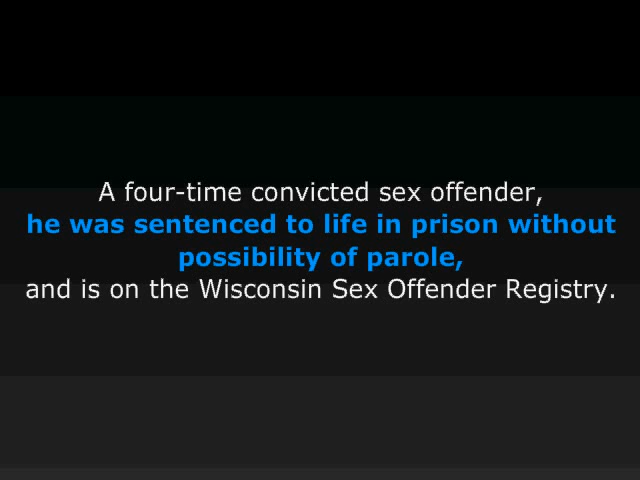 A four-time convicted sex offender,
he was sentenced to life in prison without
possibility of parole,
and is on the Wisconsin Sex Offender Registry.